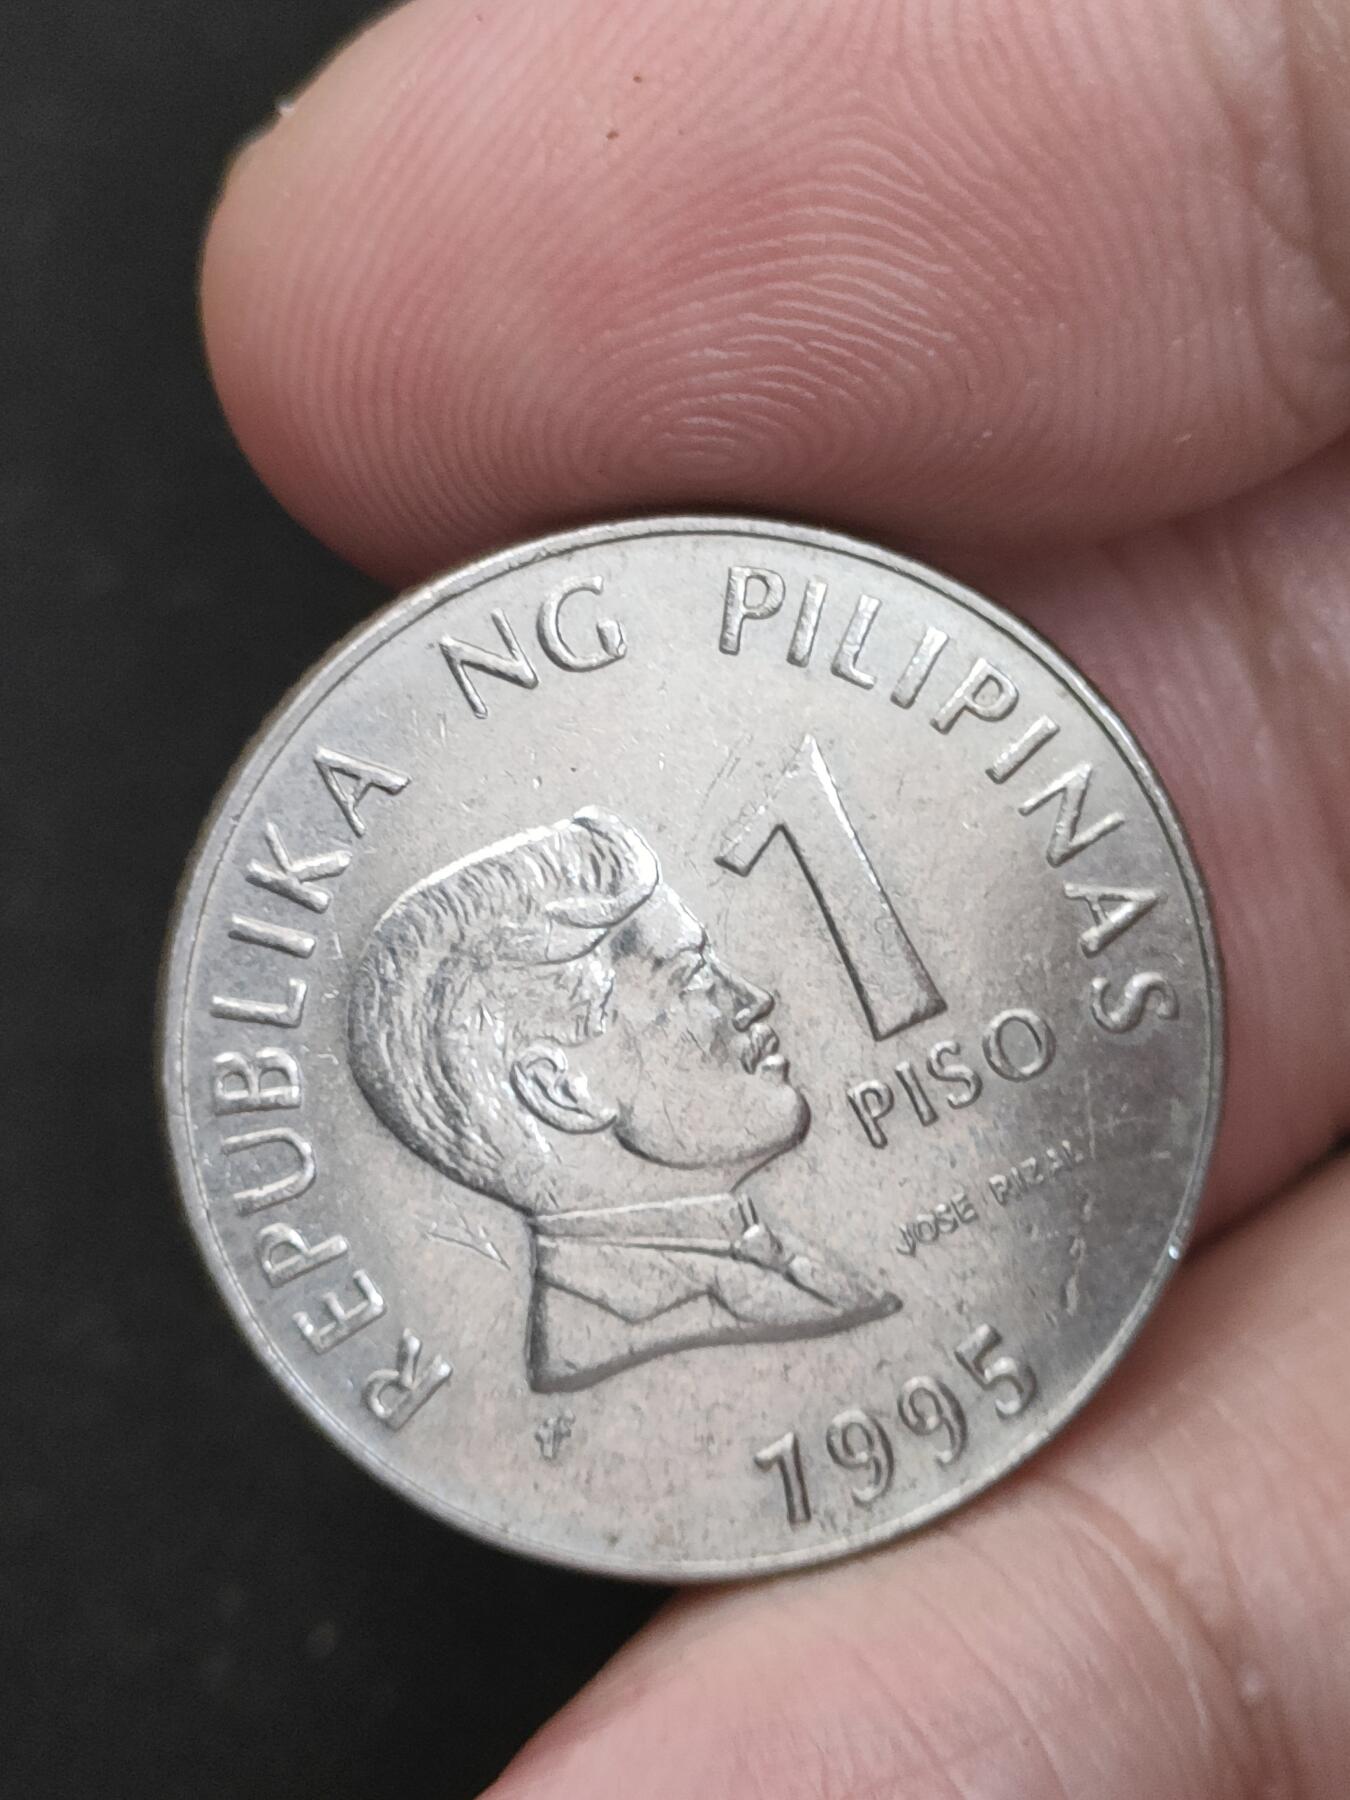 REPUBLIKA NG PILIPINAS
1
PISO
JOSE RIZAL
1995